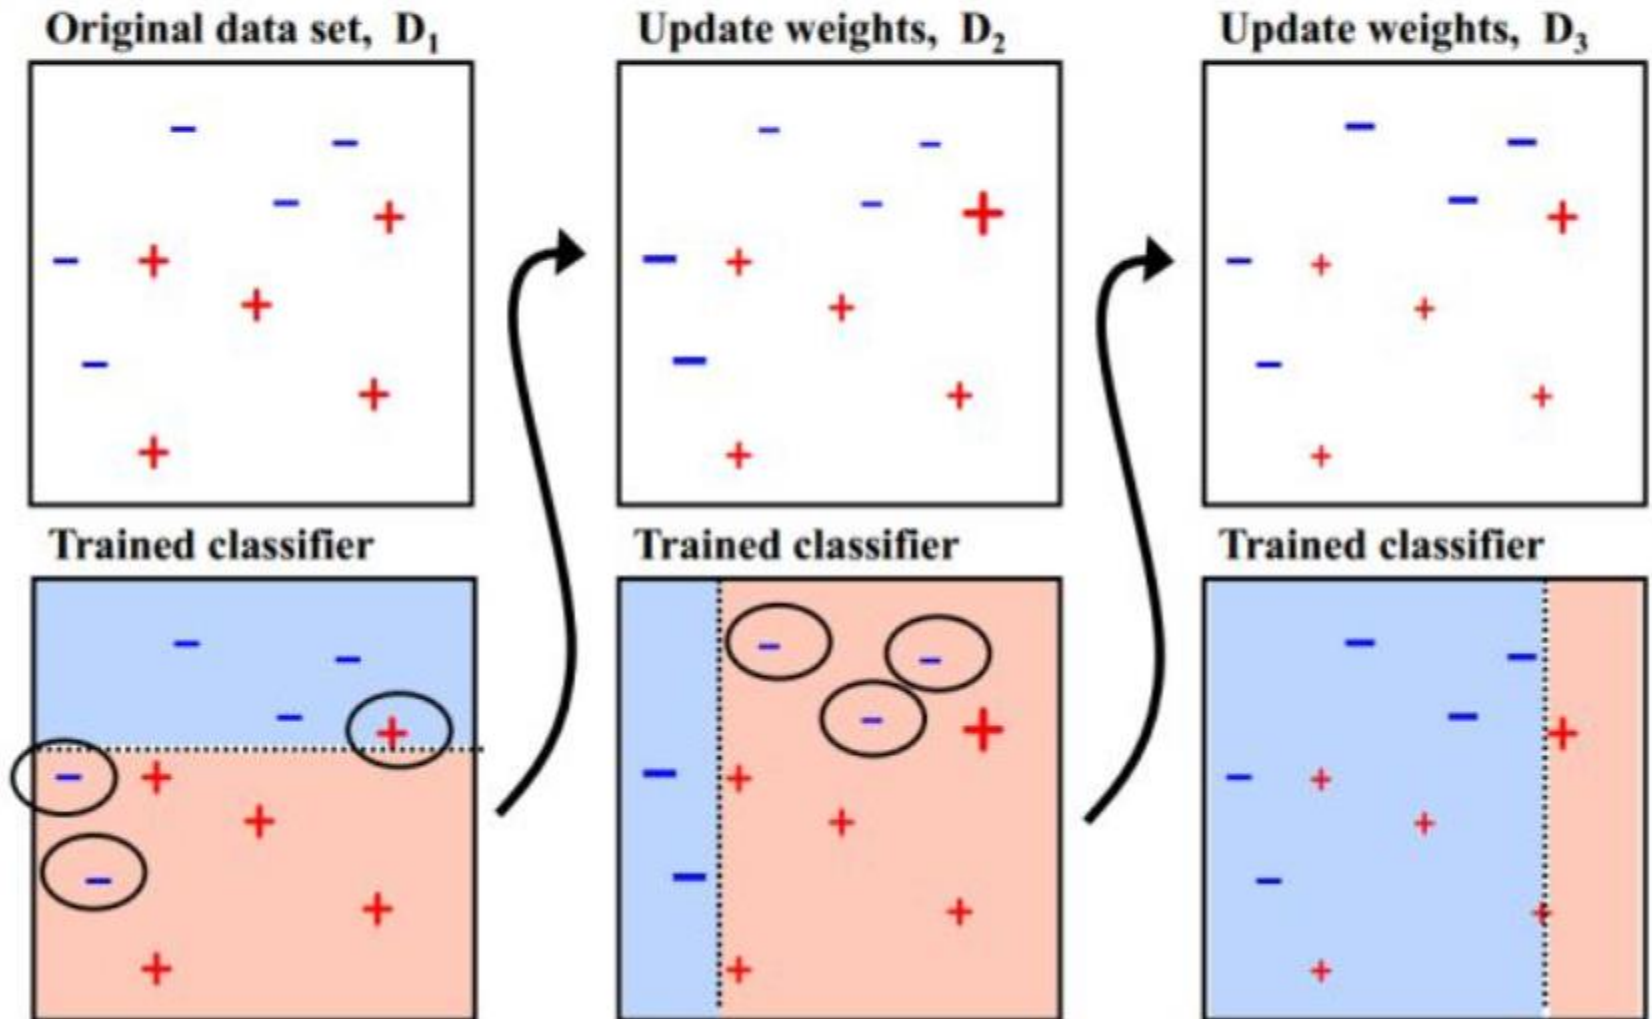 Original data set, D₁
Update weights, D₂
Update weights, D₃
Trained classifier
Trained classifier
Trained classifier